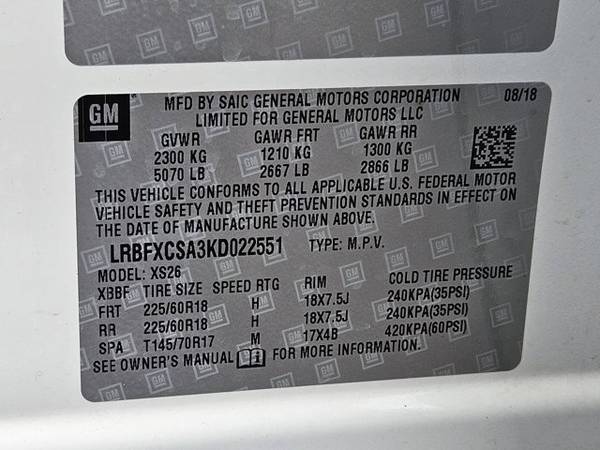 GM
MFD BY SAIC GENERAL MOTORS CORPORATION 08/18
LIMITED FOR GENERAL MOTORS LLC
GVWR GAWR FRT GAWR RR
2300 KG 1210 KG 1300 KG
5070 LB 2667 LB 2866 LB
THIS VEHICLE CONFORMS TO ALL APPLICABLE U.S. FEDERAL MOTOR
VEHICLE SAFETY AND THEFT PREVENTION STANDARDS IN EFFECT ON
THE DATE OF MANUFACTURE SHOWN ABOVE.
LRBFXCSA3KD022551 TYPE: M.P.V.
MODEL: XS26
XBBF TIRE SIZE SPEED RTG RIM COLD TIRE PRESSURE
FRT 225/60R18 H 18X7.5J 240KPA(35PSI)
RR 225/60R18 H 18X7.5J 240KPA(35PSI)
SPA T145/70R17 M 17X4B 420KPA(60PSI)
SEE OWNER'S MANUAL FOR MORE INFORMATION.